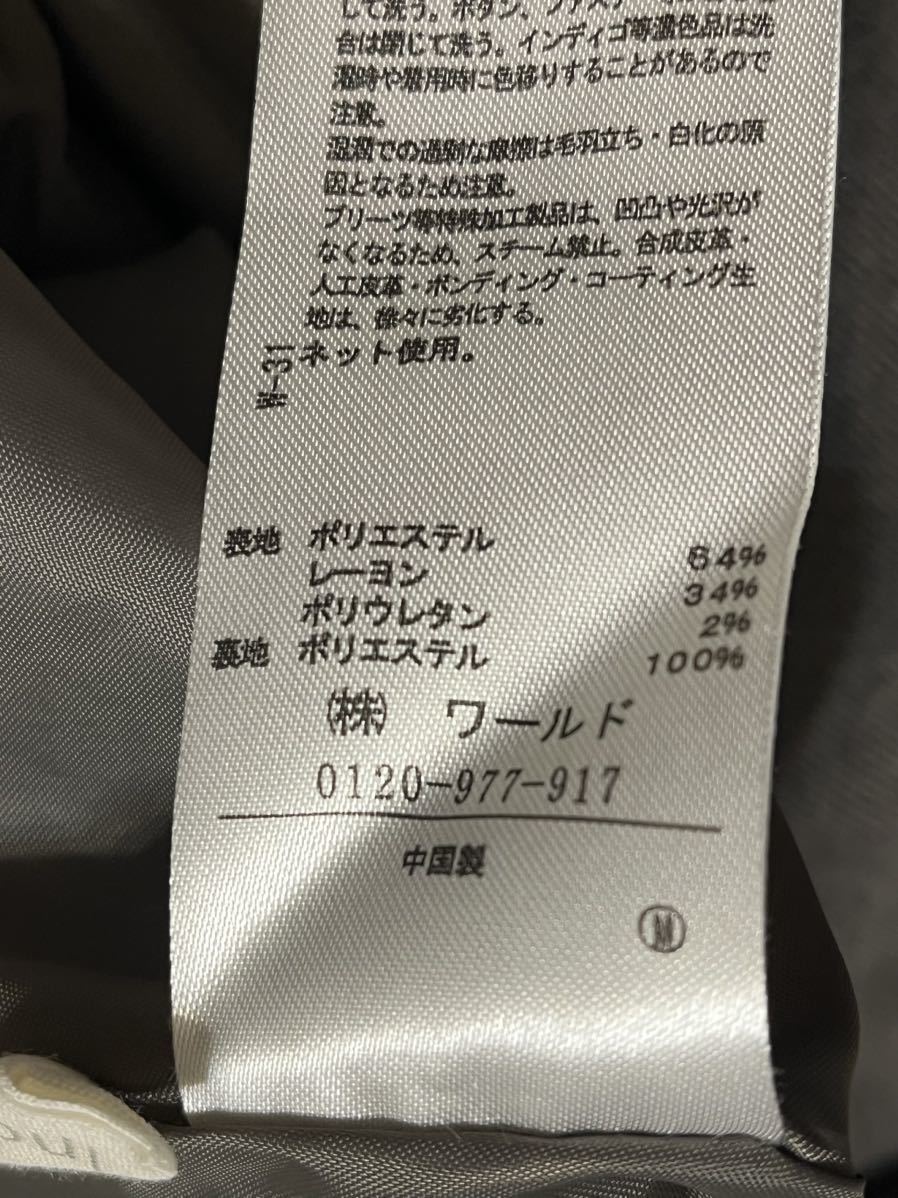 して洗う。ボタン、ファスナー
台は閉じて洗う。インディゴ等濃色品は洗
濯時や着用時に色移りすることがあるので
注意。
湿潤での過剰な摩擦は毛羽立ち・白化の原
因となるため注意。
プリーツ等特殊加工製品は、凹凸や光沢が
なくなるため、スチーム禁止。合成皮革・
人工皮革・ボンディング・コーティング生
地は、徐々に劣化する。
ネット使用。
W-31
表地 ポリエステル 64%
レーヨン 34%
ポリウレタン 2%
裏地 ポリエステル 100%
(株) ワールド
0120-977-917
中国製
M